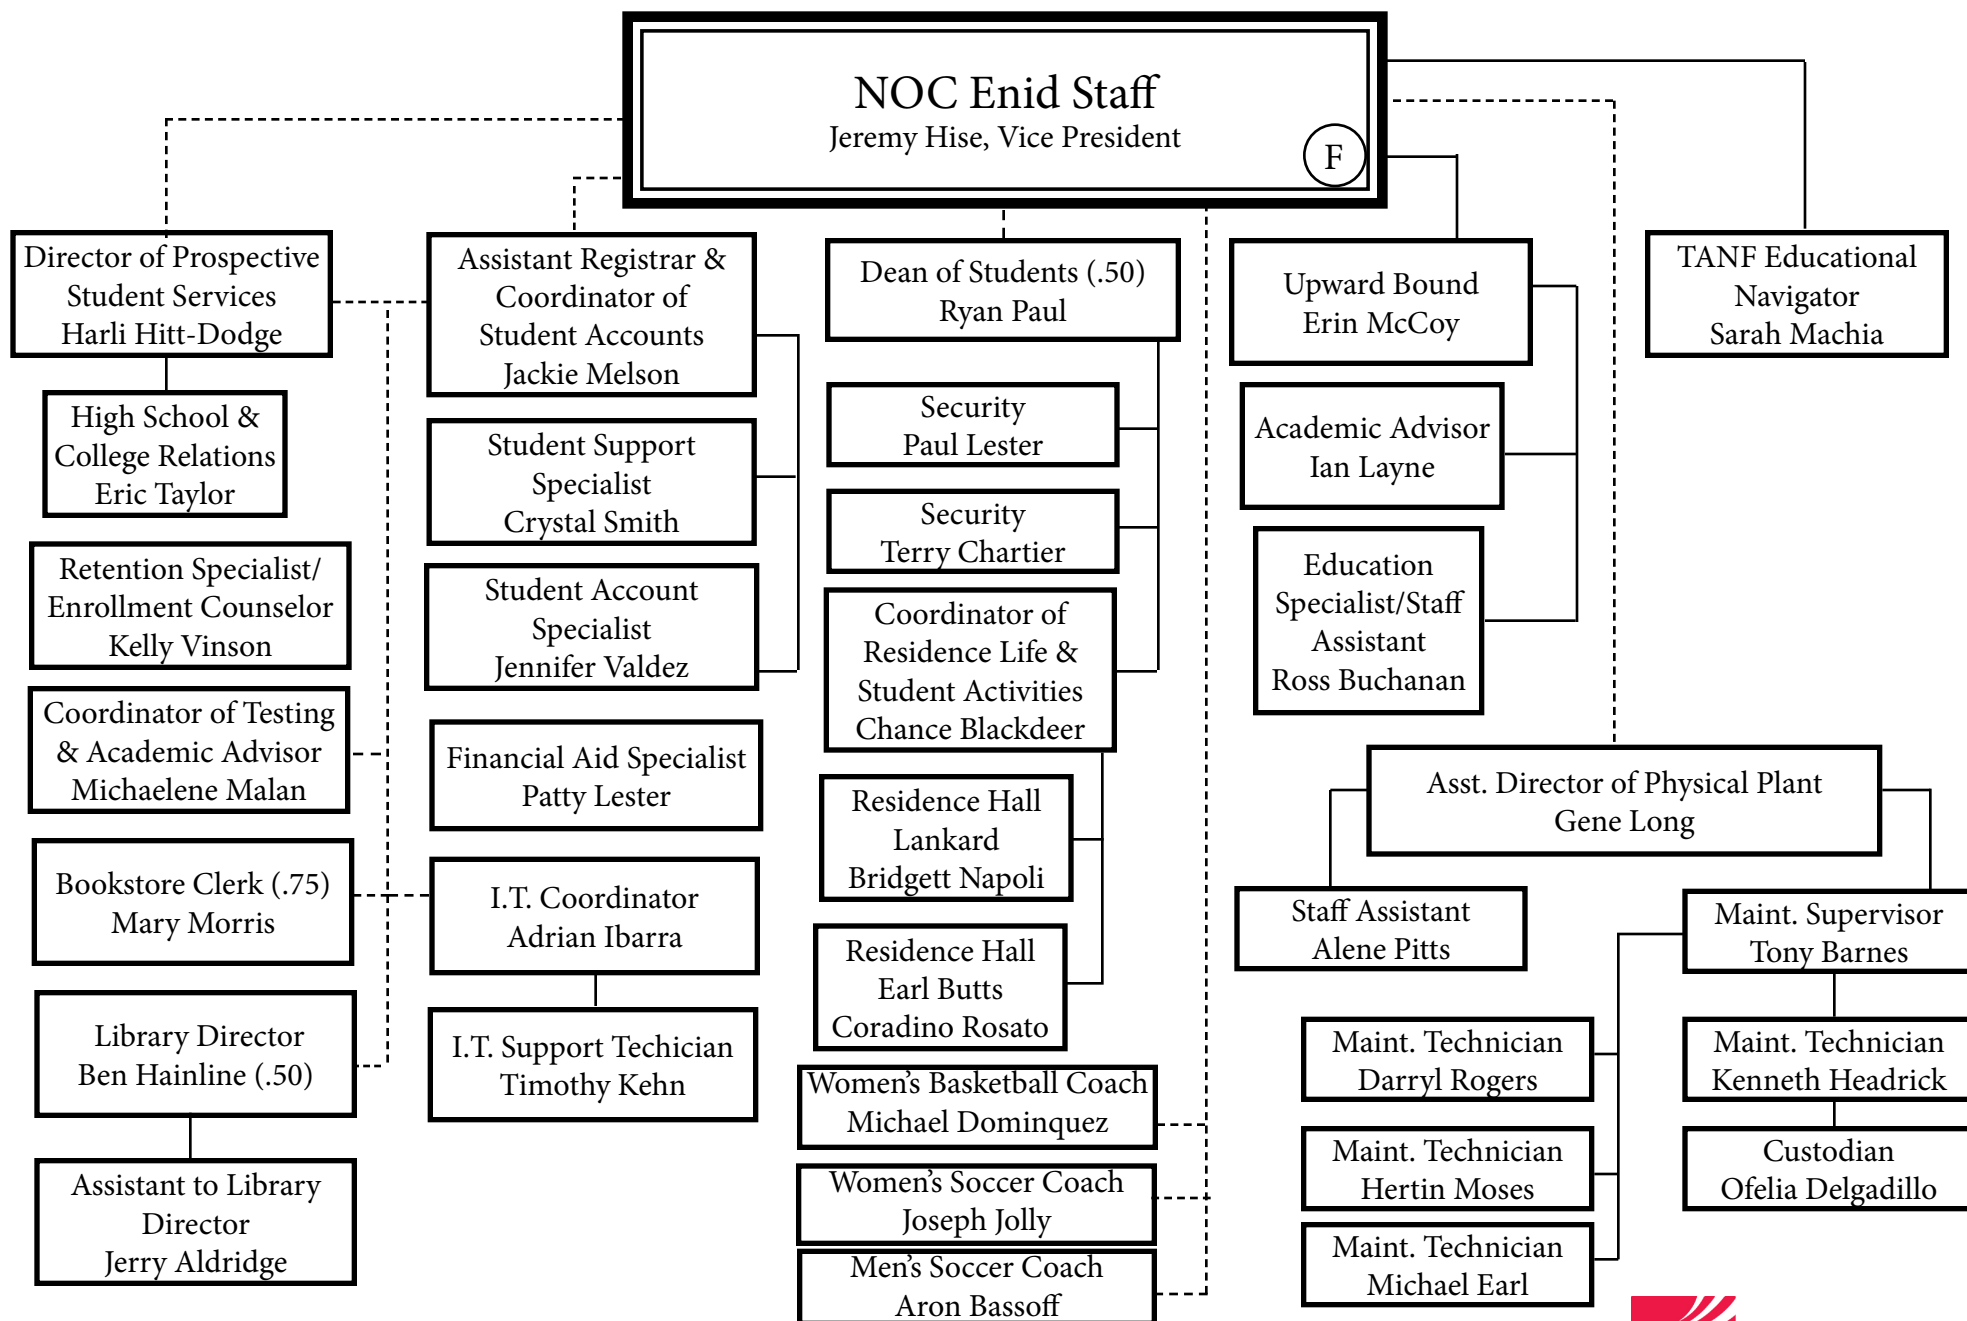 NOC Enid Staff
Jeremy Hise, Vice President
F
Director of Prospective
Student Services
Harli Hitt-Dodge
High School &
College Relations
Eric Taylor
Retention Specialist/
Enrollment Counselor
Kelly Vinson
Coordinator of Testing
& Academic Advisor
Michaelene Malan
Bookstore Clerk (.75)
Mary Morris
Library Director
Ben Hainline (.50)
Assistant to Library
Director
Jerry Aldridge
Assistant Registrar &
Coordinator of
Student Accounts
Jackie Melson
Student Support
Specialist
Crystal Smith
Student Account
Specialist
Jennifer Valdez
Financial Aid Specialist
Patty Lester
I.T. Coordinator
Adrian Ibarra
I.T. Support Techician
Timothy Kehn
Dean of Students (.50)
Ryan Paul
Security
Paul Lester
Security
Terry Chartier
Coordinator of
Residence Life &
Student Activities
Chance Blackdeer
Residence Hall
Lankard
Bridgett Napoli
Residence Hall
Earl Butts
Coradino Rosato
Women's Basketball Coach
Michael Dominquez
Women's Soccer Coach
Joseph Jolly
Men's Soccer Coach
Aron Bassoff
Upward Bound
Erin McCoy
Academic Advisor
Ian Layne
Education
Specialist/Staff
Assistant
Ross Buchanan
TANF Educational
Navigator
Sarah Machia
Asst. Director of Physical Plant
Gene Long
Staff Assistant
Alene Pitts
Maint. Supervisor
Tony Barnes
Maint. Technician
Darryl Rogers
Maint. Technician
Hertin Moses
Maint. Technician
Michael Earl
Maint. Technician
Kenneth Headrick
Custodian
Ofelia Delgadillo